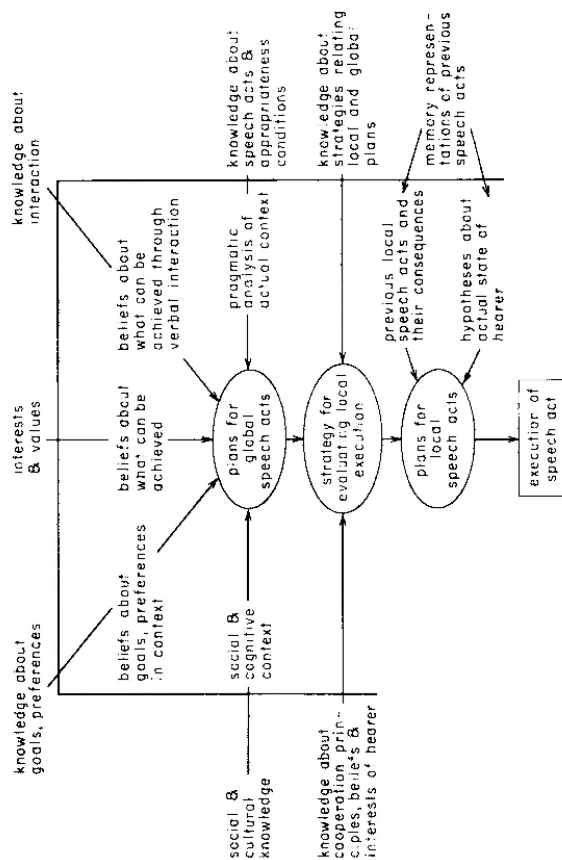 knowledge about
goals, preferences
interests
& values
knowledge about
interaction
beliefs about
goals, preferences
in context
beliefs about
what can be
achieved
beliefs about
what can be
achieved through
verbal interaction
social &
cultural
knowledge
social &
cognitive
context
plans for
global
speech acts
pragmatic
analysis of
actual context
knowledge about
speech acts &
appropriateness
conditions
knowledge about
cooperation prin-
ciples, beliefs &
interests of hearer
strategy for
evaluating local
execution
knowledge about
strategies relating
local and global
plans
plans for
local
speech acts
previous local
speech acts and
their consequences
hypotheses about
actual state of
hearer
memory represen-
tations of previous
speech acts
execution of
speech act